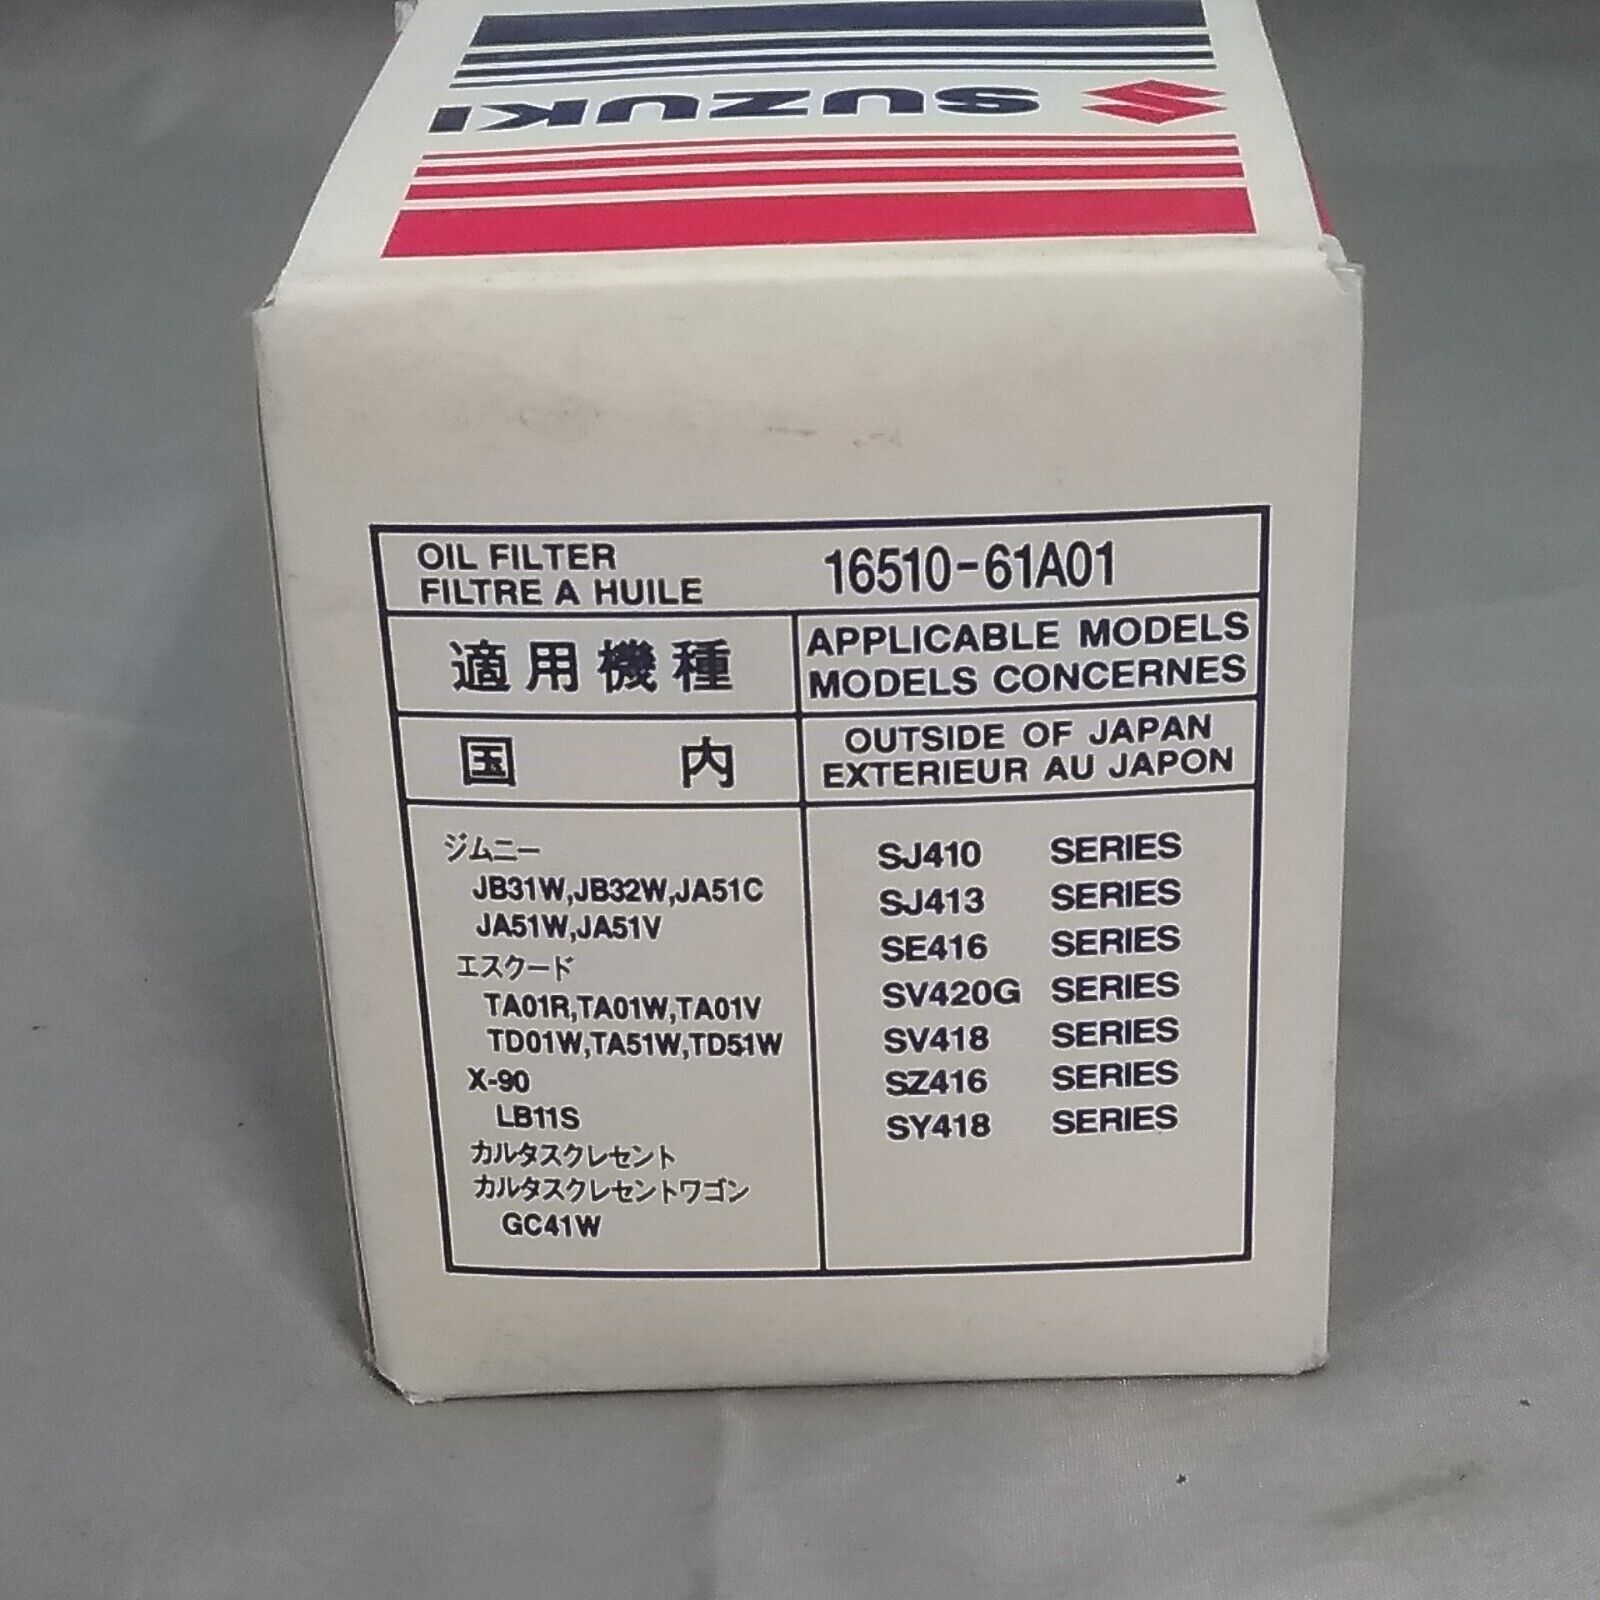 SUZUKI
OIL FILTER
FILTRE A HUILE
16510-61A01
適用機種
APPLICABLE MODELS
MODELS CONCERNES
国 内
OUTSIDE OF JAPAN
EXTERIEUR AU JAPON
ジムニー
JB31W,JB32W,JA51C
JA51W,JA51V
エスクード
TA01R,TA01W,TA01V
TD01W,TA51W,TD51W
X-90
LB11S
カルタスクレセント
カルタスクレセントワゴン
GC41W
SJ410 SERIES
SJ413 SERIES
SE416 SERIES
SV420G SERIES
SV418 SERIES
SZ416 SERIES
SY418 SERIES